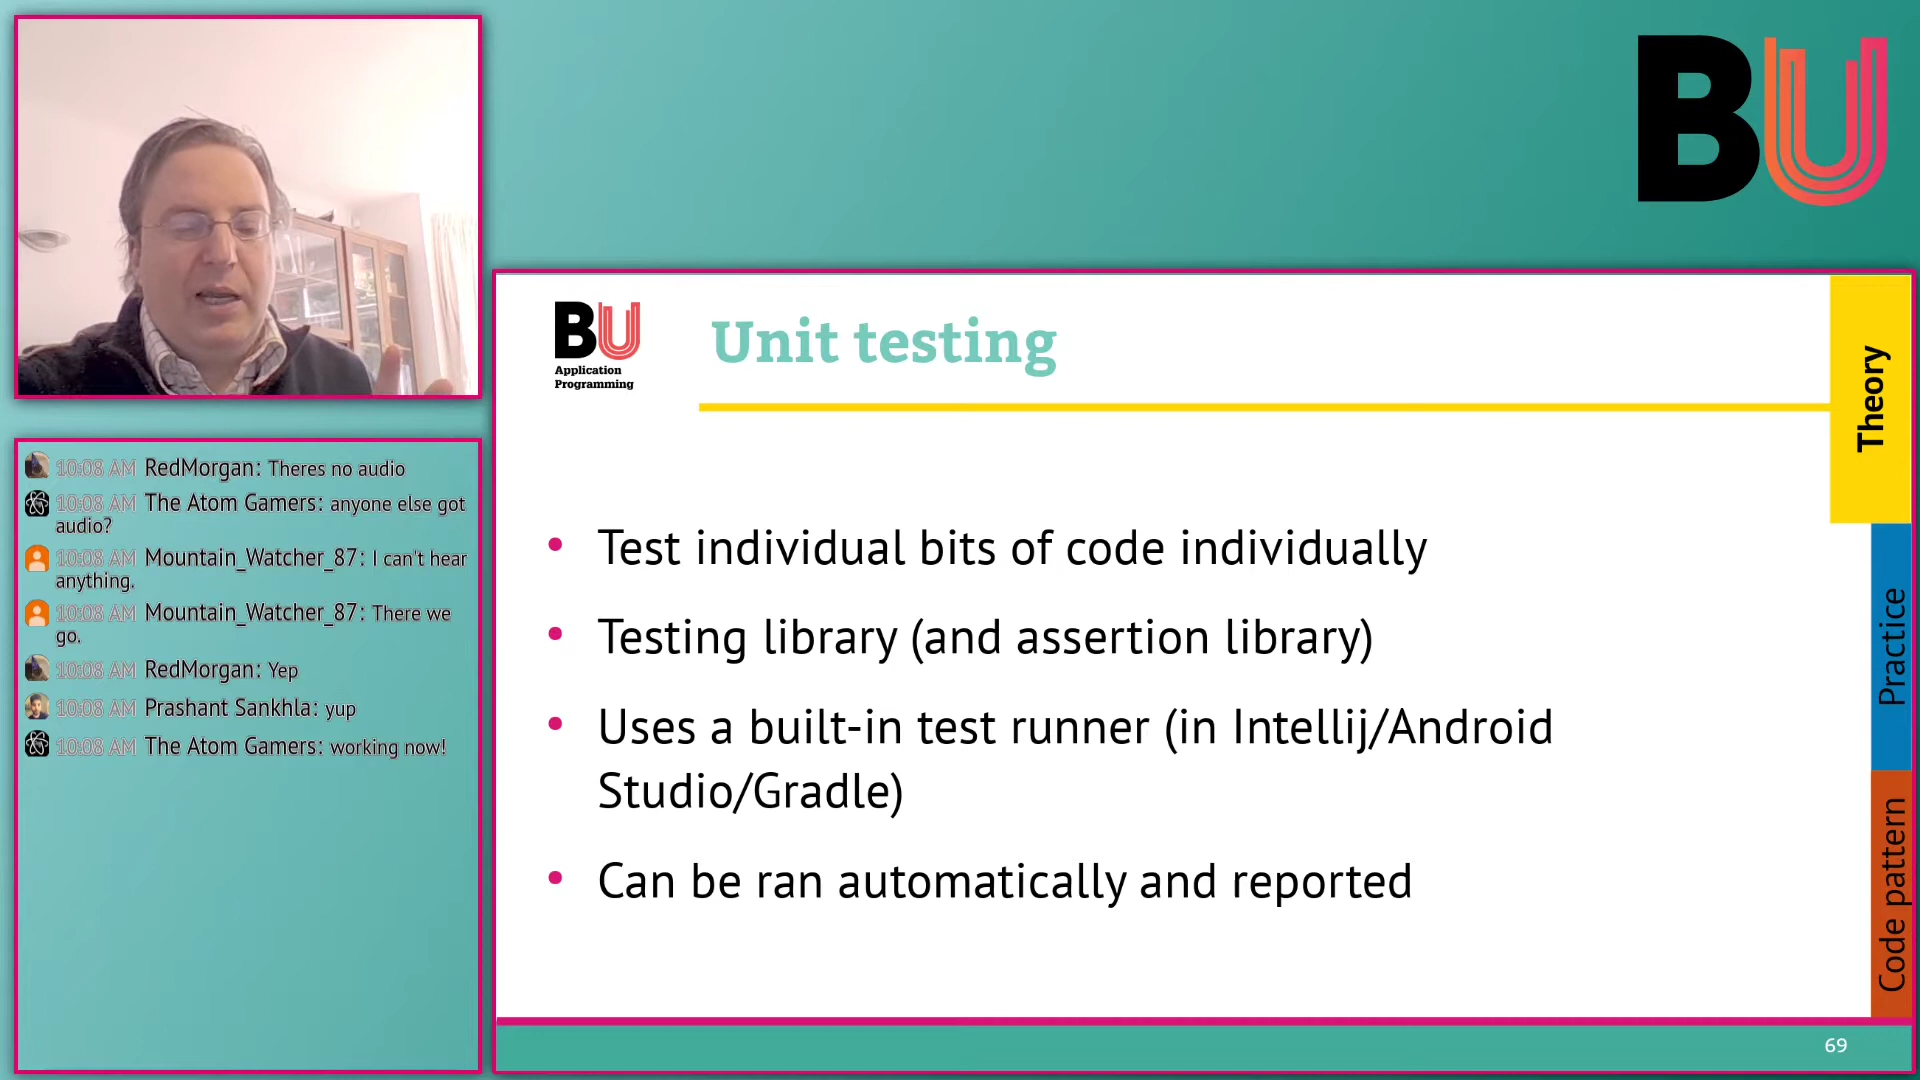 BU
10:08 AM RedMorgan: Theres no audio
10:08 AM The Atom Gamers: anyone else got
audio?
10:08 AM Mountain_Watcher_87: I can't hear
anything.
10:08 AM Mountain_Watcher_87: There we
go.
10:08 AM RedMorgan: Yep
10:08 AM Prashant Sankhla: yup
10:08 AM The Atom Gamers: working now!
BU
Application
Programming
Unit testing
• Test individual bits of code individually
• Testing library (and assertion library)
• Uses a built-in test runner (in Intellij/Android
Studio/Gradle)
• Can be ran automatically and reported
Theory
Practice
Code pattern
69